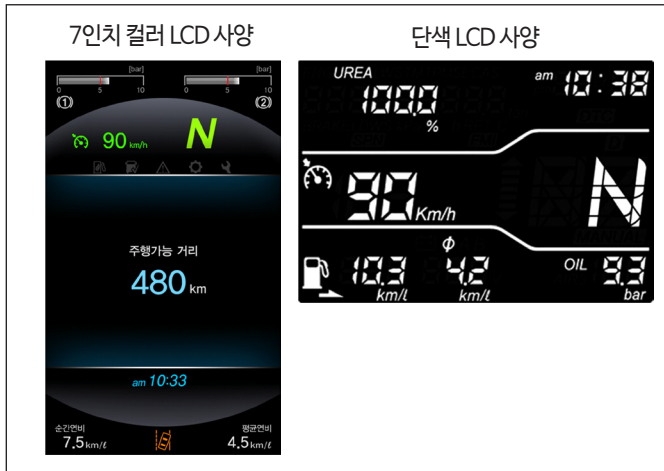 7인치 컬러 LCD 사양
[bar]
0 5 10
(1)
[bar]
0 5 10
(2)
90 km/h
N
주행가능 거리
480 km
am 10:33
순간연비
7.5 km/ℓ
평균연비
4.5 km/ℓ
단색 LCD 사양
UREA
100.0
%
am 10:38
90 Km/h
N
10.3
km/ℓ
ϕ
4.2
km/ℓ
OIL 9.3
bar